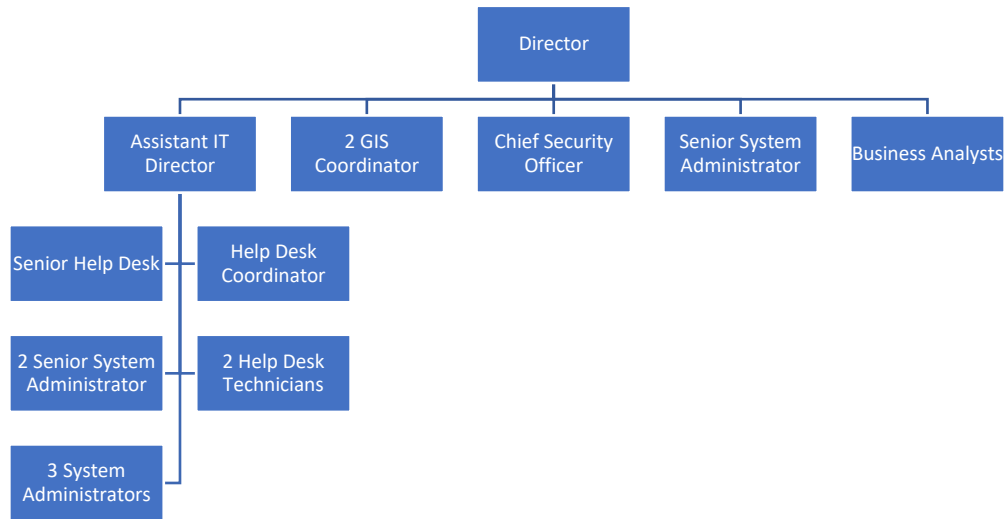 Director
Assistant IT
Director
2 GIS
Coordinator
Chief Security
Officer
Senior System
Administrator
Business Analysts
Senior Help Desk
Help Desk
Coordinator
2 Senior System
Administrator
2 Help Desk
Technicians
3 System
Administrators